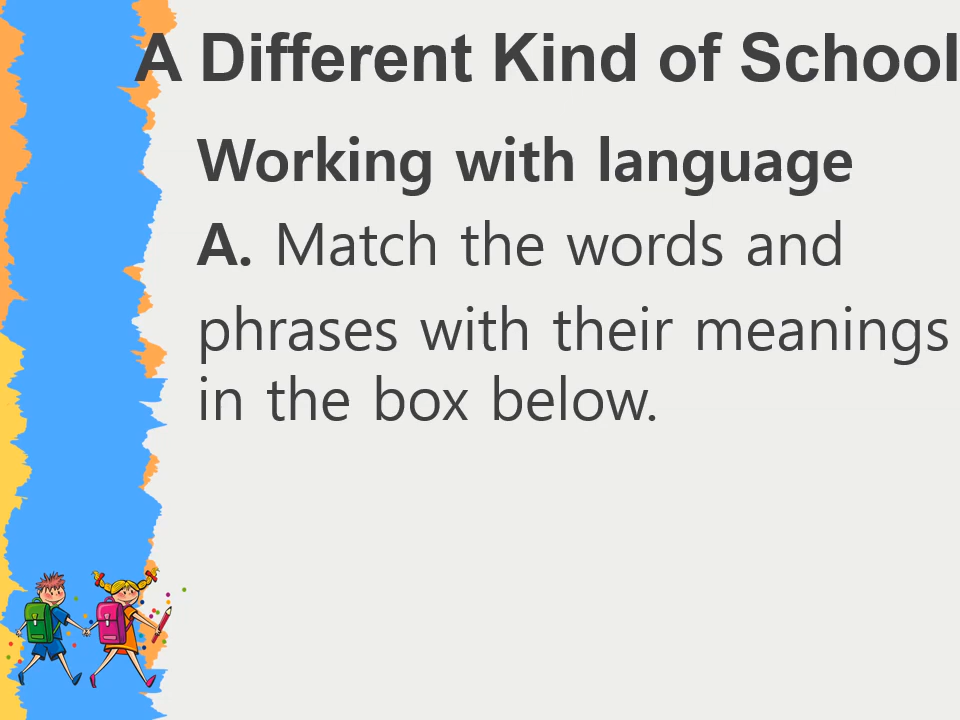 A Different Kind of School
Working with language
A. Match the words and
phrases with their meanings
in the box below.